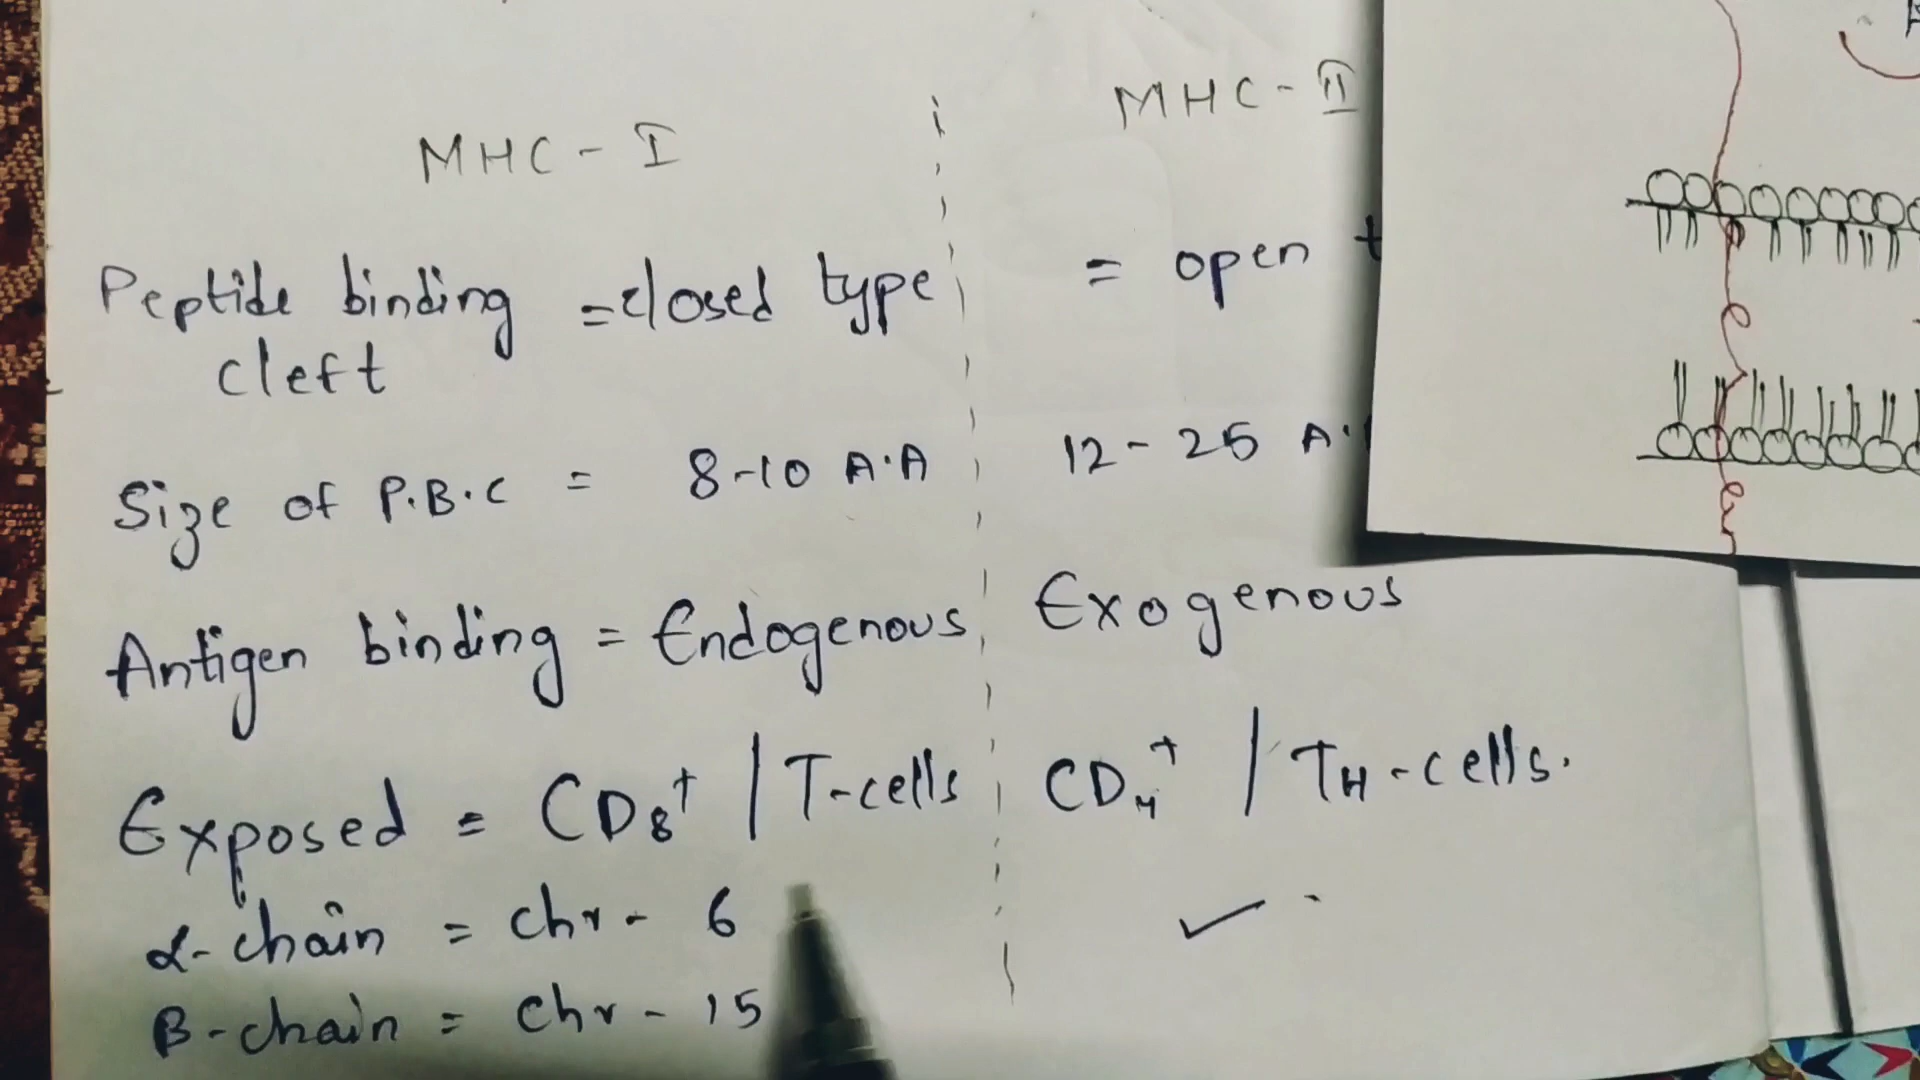 MHC - I
MHC - II
Peptide binding = closed type
= open
cleft
Size of P.B.C = 8-10 A.A
12 - 25 A.
Antigen binding = Endogenous
Exogenous
Exposed = CD8+ / T-cells
CD4+ / TH-cells.
α-chain = chr - 6
β-chain = chr - 15